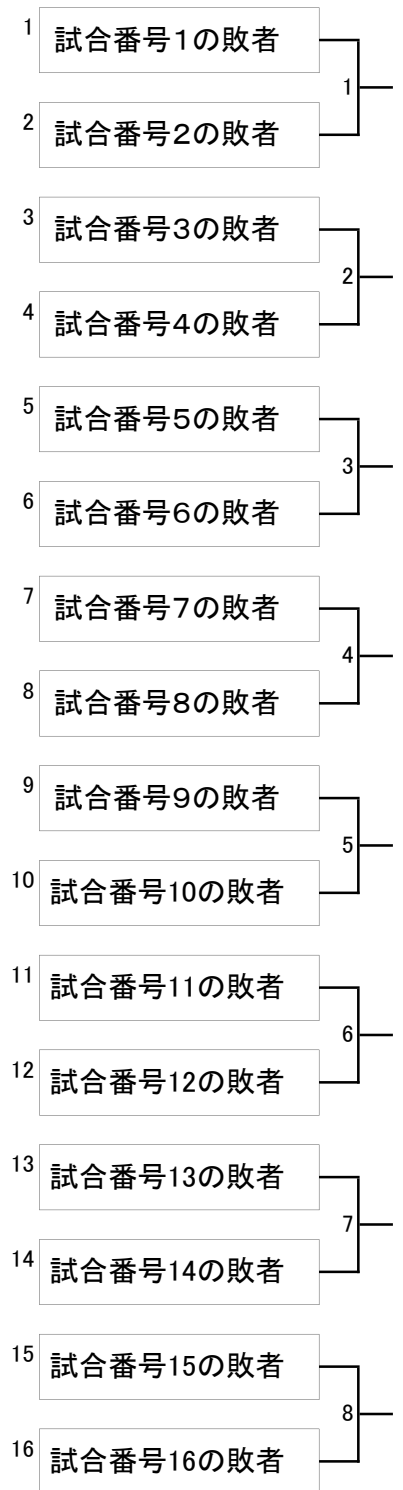 1 試合番号1の敗者
1
2 試合番号2の敗者
3 試合番号3の敗者
2
4 試合番号4の敗者
5 試合番号5の敗者
3
6 試合番号6の敗者
7 試合番号7の敗者
4
8 試合番号8の敗者
9 試合番号9の敗者
5
10 試合番号10の敗者
11 試合番号11の敗者
6
12 試合番号12の敗者
13 試合番号13の敗者
7
14 試合番号14の敗者
15 試合番号15の敗者
8
16 試合番号16の敗者